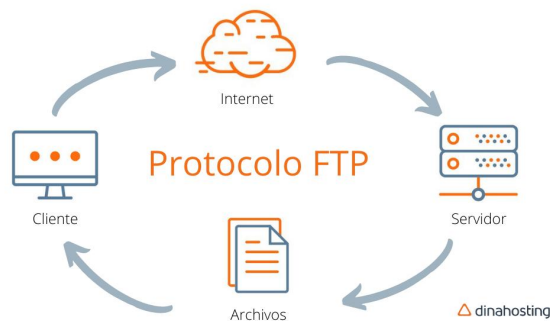 Internet
Protocolo FTP
Cliente
Servidor
Archivos
dinahosting